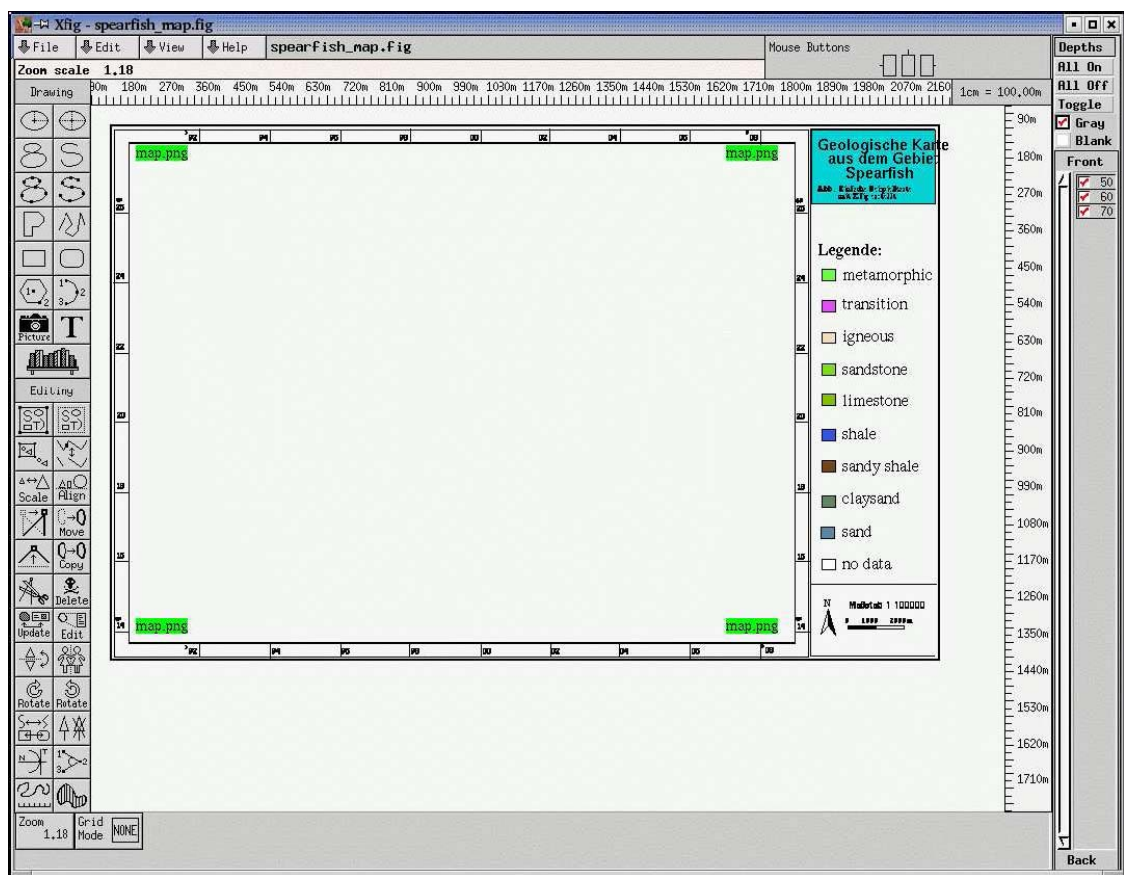 Xfig - spearfish_map.fig
File Edit View Help spearfish_map.fig Mouse Buttons
Zoom scale 1.18
Drawing
180m 270m 360m 450m 540m 630m 720m 810m 900m 990m 1080m 1170m 1260m 1350m 1440m 1530m 1620m 1710m 1800m 1890m 1980m 2070m 2160
1cm = 100,00m
Depths
All On
All Off
Toggle
Gray
Blank
Front
50
60
70
Back
90m
180m
270m
360m
450m
540m
630m
720m
810m
900m
990m
1080m
1170m
1260m
1350m
1440m
1530m
1620m
1710m
Picture
Editing
Scale Align
Move
Copy
Delete
Update Edit
Rotate Rotate
Zoom 1.18
Grid Mode NONE
map.png map.png
map.png map.png
Geologische Karte
aus dem Gebiet
Spearfish
Legende:
metamorphic
transition
igneous
sandstone
limestone
shale
sandy shale
claysand
sand
no data
N
1 100000